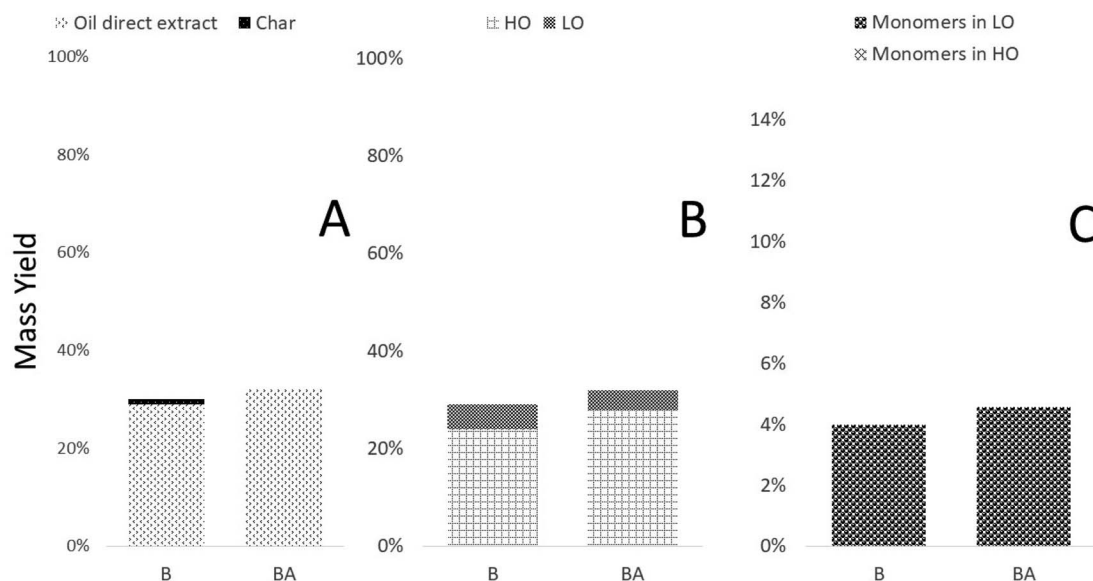 Oil direct extract Char
HO LO
Monomers in LO
Monomers in HO
Mass Yield
100%
80%
60%
40%
20%
0%
A
B BA
100%
80%
60%
40%
20%
0%
B
B BA
14%
12%
10%
8%
6%
4%
2%
0%
C
B BA